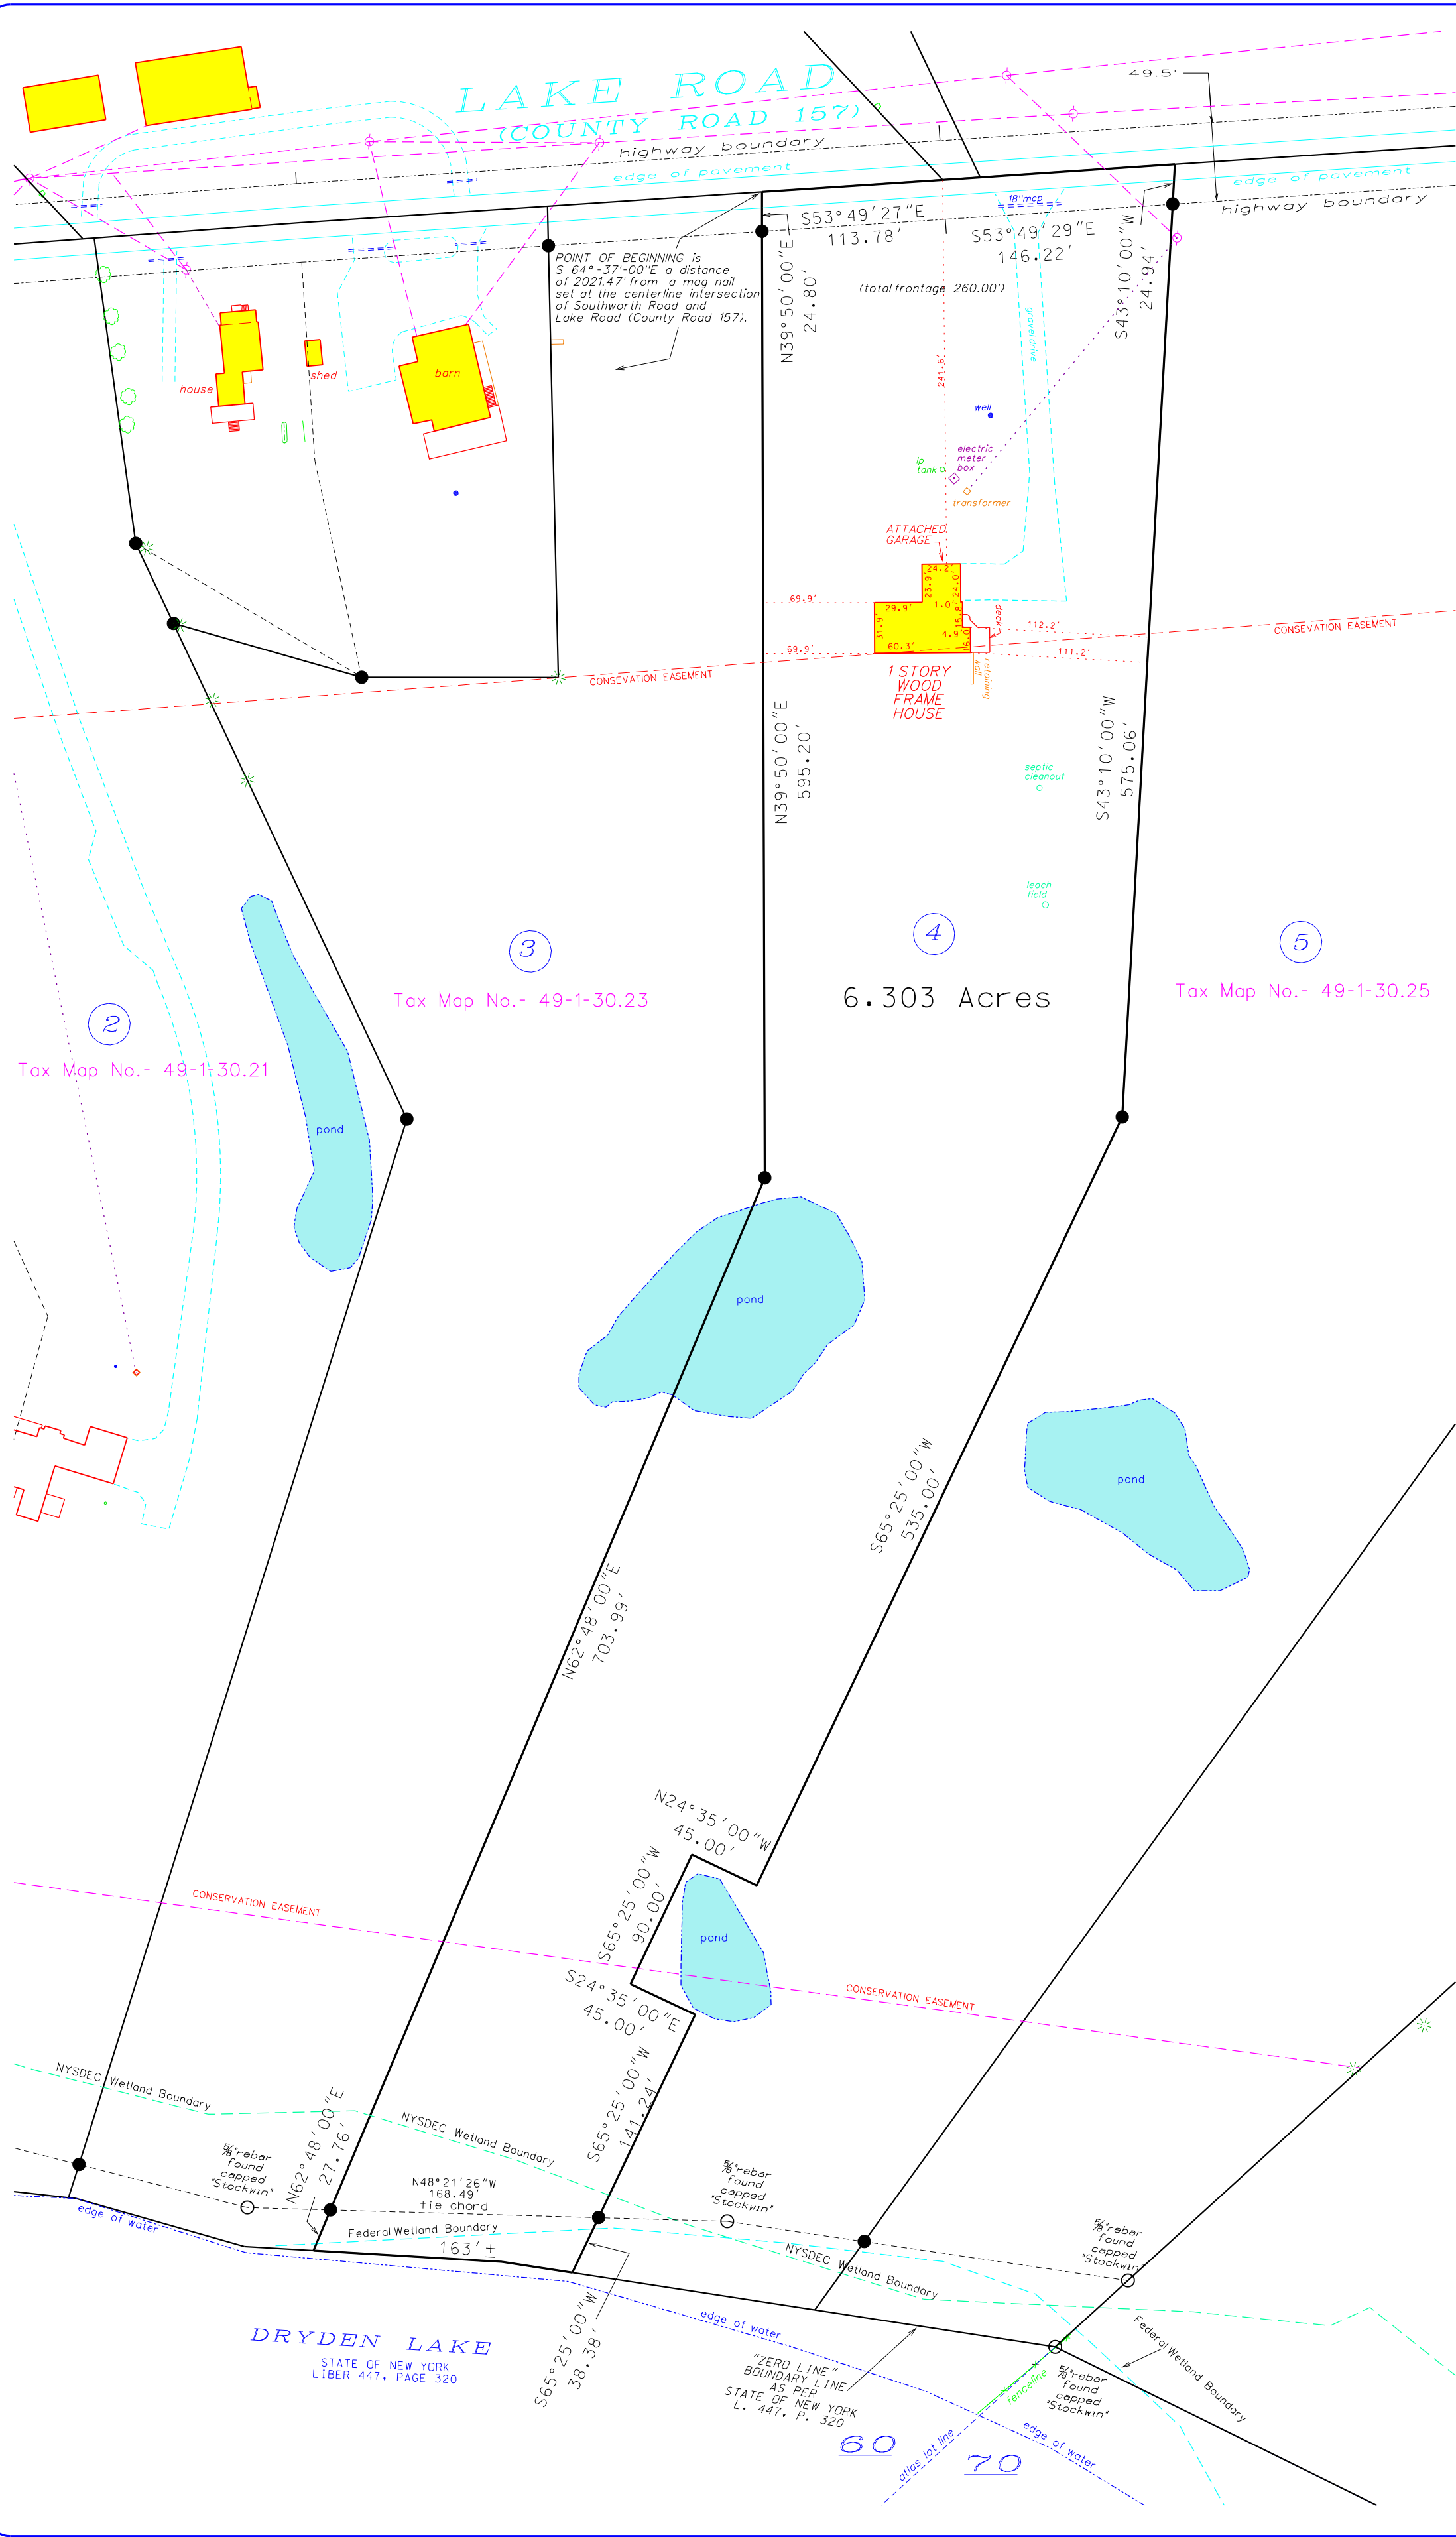 LAKE ROAD
(COUNTY ROAD 157)
49.5'
highway boundary
edge of pavement
edge of pavement
highway boundary
18"mcp
S53°49'27"E
113.78'
S53°49'29"E
146.22'
(total frontage 260.00')
N39°50'00"E
24.80'
S43°10'00"W
24.94'
POINT OF BEGINNING is
S 64°-37'-00"E a distance
of 2021.47' from a mag nail
set at the centerline intersection
of Southworth Road and
Lake Road (County Road 157).
gravel drive
241.6'
house
shed
barn
well
electric
meter
box
lp
tank
transformer
ATTACHED
GARAGE
24.2'
23.9'
24.0'
69.9'
29.9'
1.0'
15.8'
deck
31.9'
4.9'
16.0'
112.2'
69.9'
60.3'
111.2'
CONSEVATION EASEMENT
CONSEVATION EASEMENT
1 STORY
WOOD
FRAME
HOUSE
retaining
wall
N39°50'00"E
595.20'
S43°10'00"W
575.06'
septic
cleanout
leach
field
3
4
5
Tax Map No.- 49-1-30.23
6.303 Acres
Tax Map No.- 49-1-30.25
2
Tax Map No.- 49-1-30.21
pond
pond
pond
S65°25'00"W
535.00'
N62°48'00"E
703.99'
N24°35'00"W
45.00'
S65°25'00"W
90.00'
pond
CONSERVATION EASEMENT
S24°35'00"E
45.00'
CONSERVATION EASEMENT
S65°25'00"W
141.24'
NYSDEC Wetland Boundary
NYSDEC Wetland Boundary
N62°48'00"E
27.76'
5/8"rebar
found
capped
"Stockwin"
N48°21'26"W
168.49'
tie chord
5/8"rebar
found
capped
"Stockwin"
edge of water
Federal Wetland Boundary
163'±
NYSDEC Wetland Boundary
5/8"rebar
found
capped
"Stockwin"
S65°25'00"W
38.38'
DRYDEN LAKE
STATE OF NEW YORK
LIBER 447, PAGE 320
edge of water
"ZERO LINE"
BOUNDARY LINE
AS PER
STATE OF NEW YORK
L. 447, P. 320
Federal Wetland Boundary
5/8"rebar
found
capped
"Stockwin"
fenceline
edge of water
atlas lot line
60
70